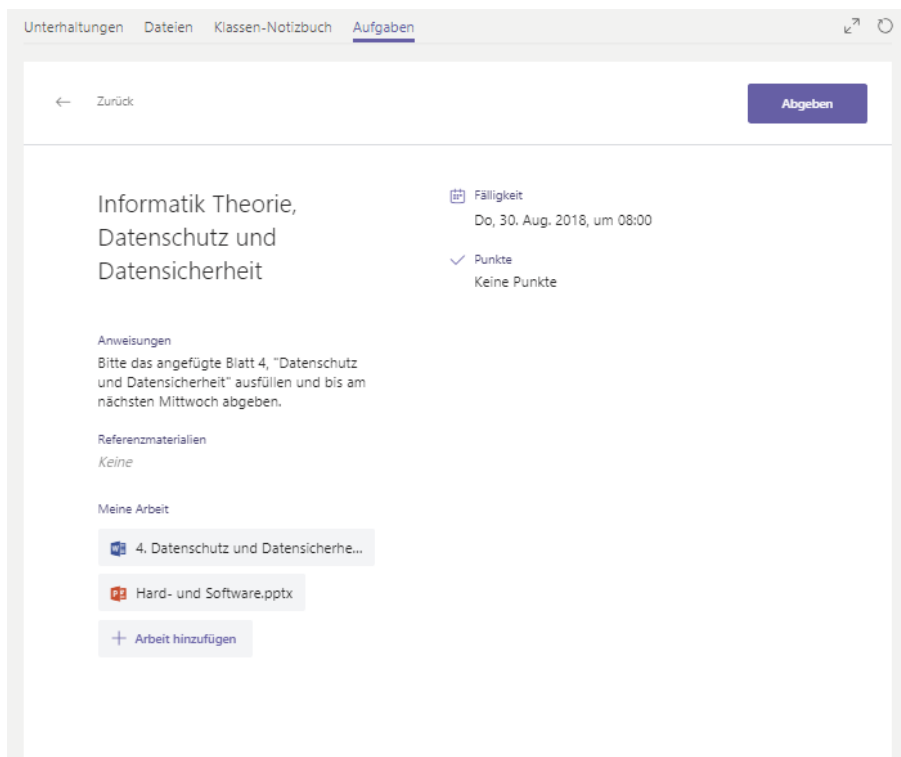 Unterhaltungen Dateien Klassen-Notizbuch Aufgaben
Zurück
Abgeben
Informatik Theorie,
Datenschutz und
Datensicherheit
Fälligkeit
Do, 30. Aug. 2018, um 08:00
Punkte
Keine Punkte
Anweisungen
Bitte das angefügte Blatt 4, "Datenschutz
und Datensicherheit" ausfüllen und bis am
nächsten Mittwoch abgeben.
Referenzmaterialien
Keine
Meine Arbeit
4. Datenschutz und Datensicherhe...
Hard- und Software.pptx
Arbeit hinzufügen